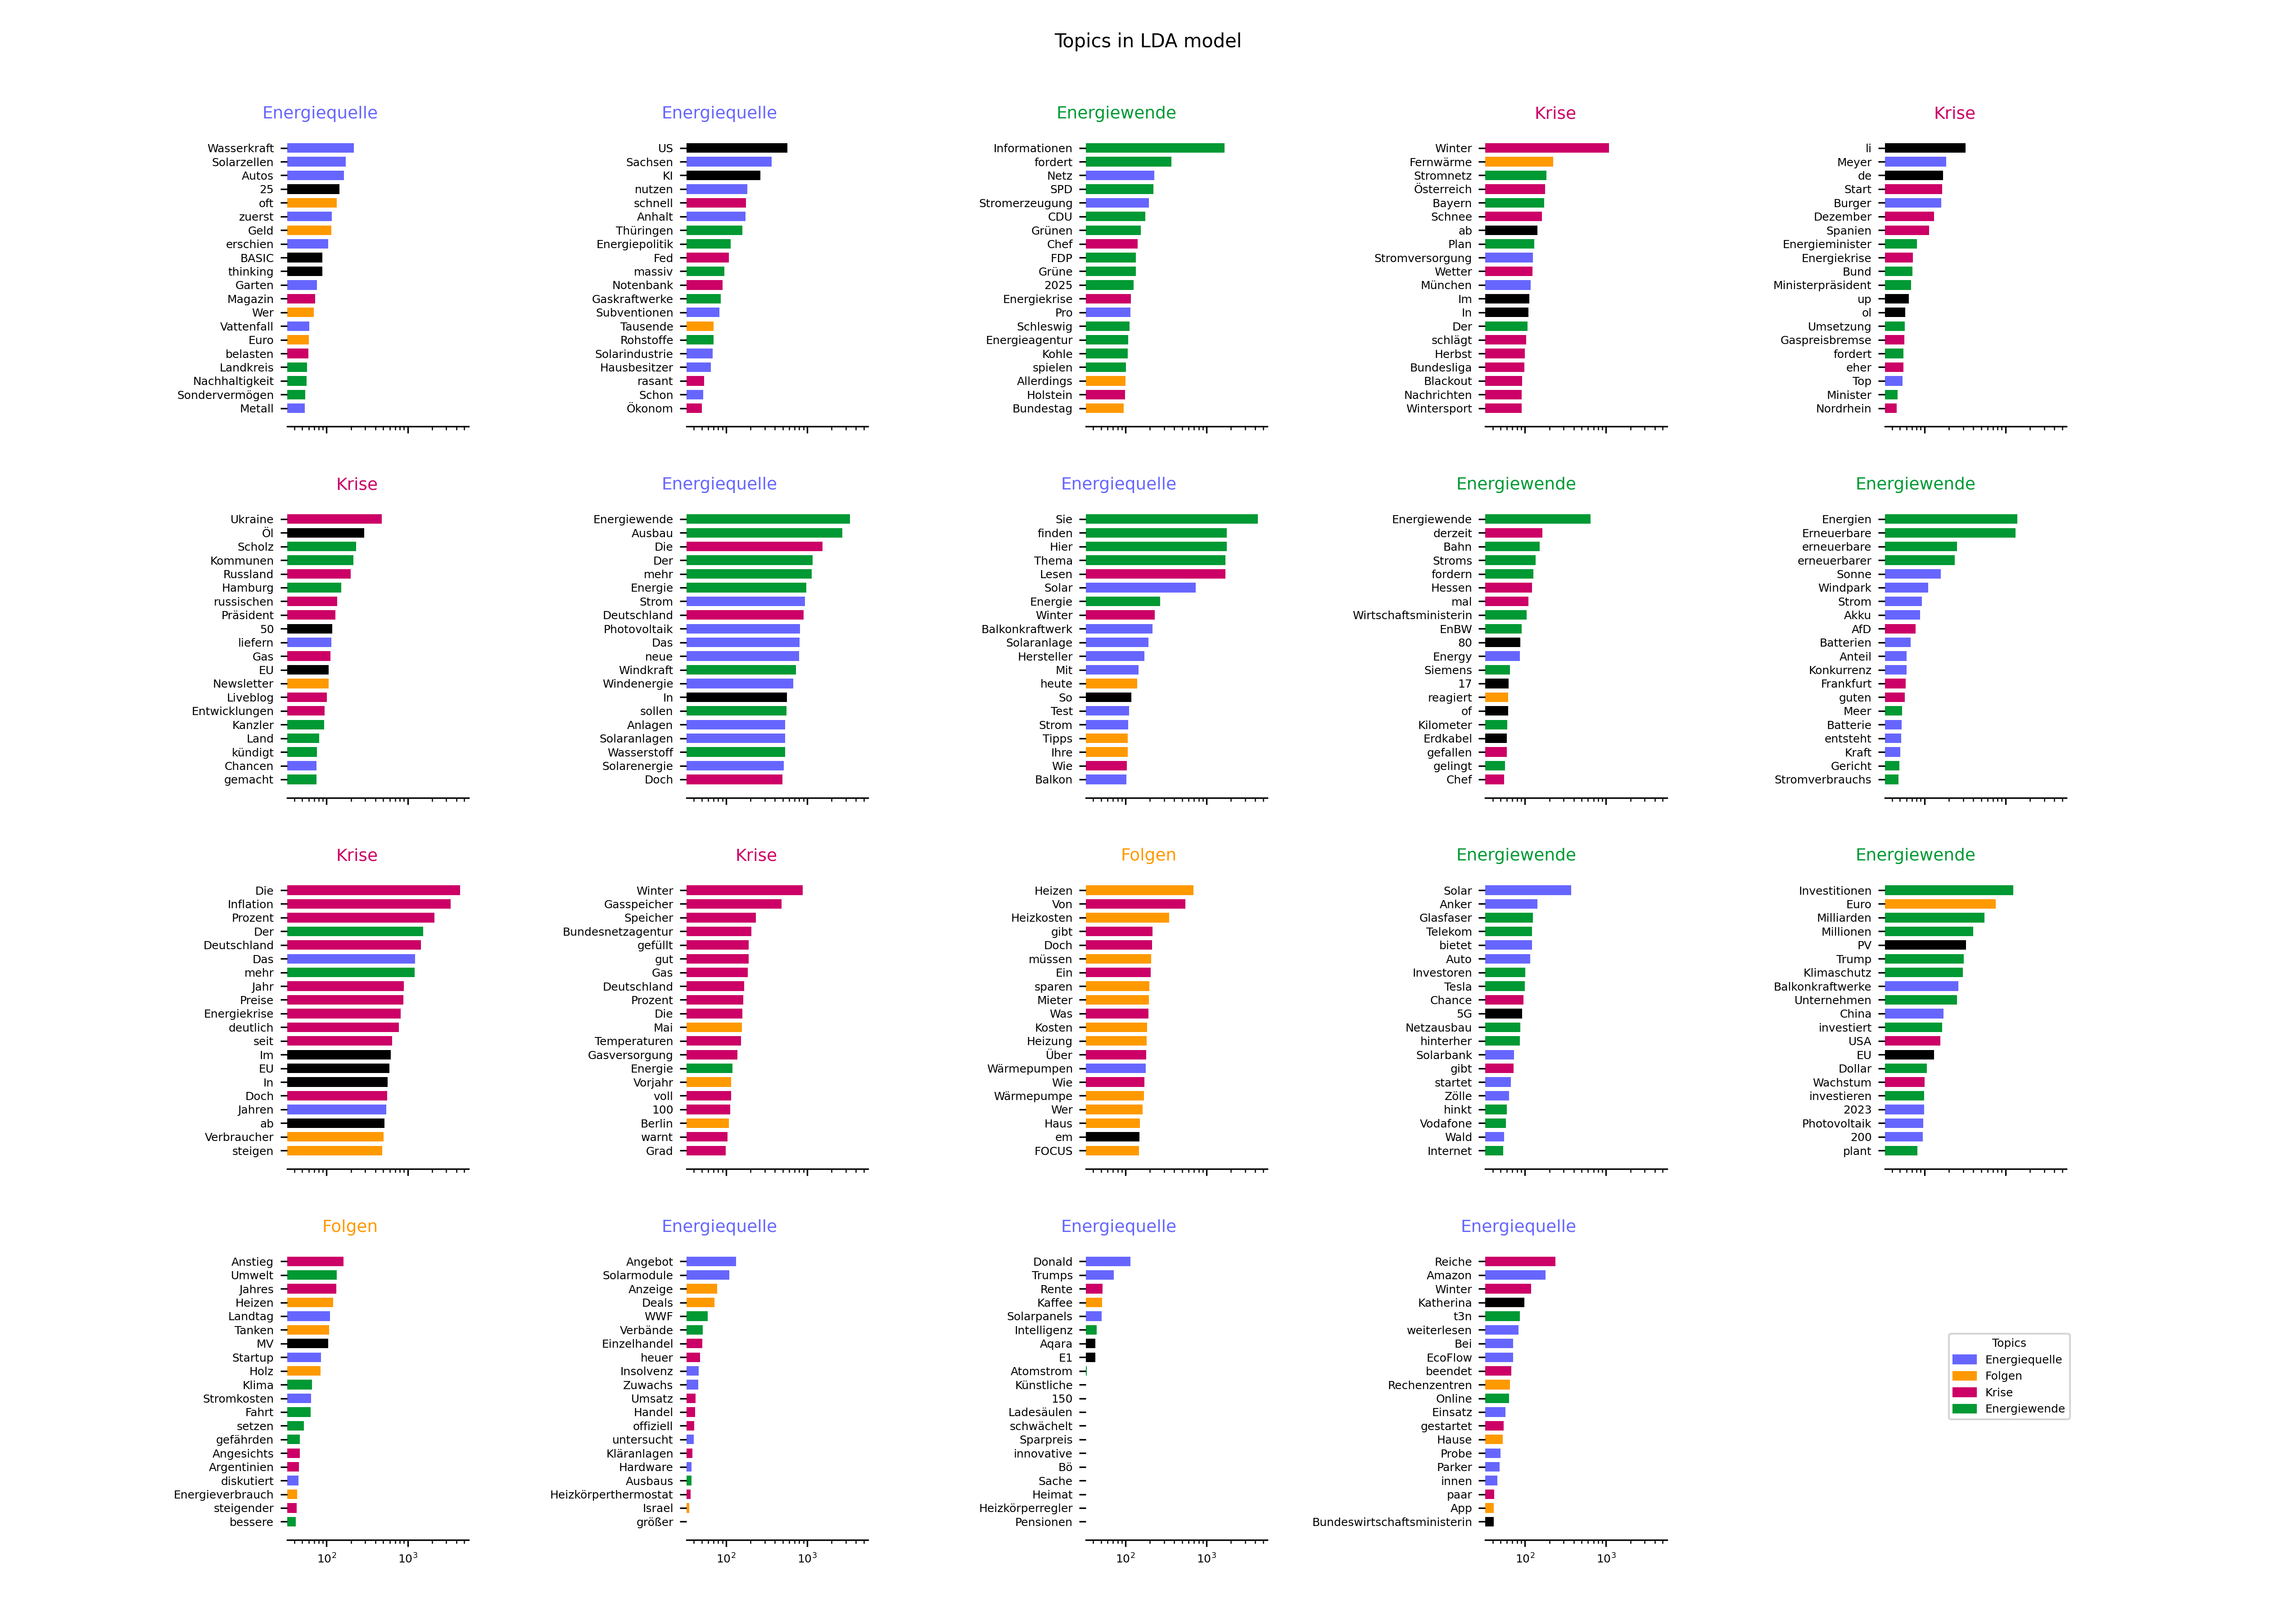 Topics in LDA model
Energiequelle
Wasserkraft
Solarzellen
Autos
25
oft
zuerst
Geld
erschien
BASIC
thinking
Garten
Magazin
Wer
Vattenfall
Euro
belasten
Landkreis
Nachhaltigkeit
Sondervermögen
Metall
Energiequelle
US
Sachsen
KI
nutzen
schnell
Anhalt
Thüringen
Energiepolitik
Fed
massiv
Notenbank
Gaskraftwerke
Subventionen
Tausende
Rohstoffe
Solarindustrie
Hausbesitzer
rasant
Schon
Ökonom
Energiewende
Informationen
fordert
Netz
SPD
Stromerzeugung
CDU
Grünen
Chef
FDP
Grüne
2025
Energiekrise
Pro
Schleswig
Energieagentur
Kohle
spielen
Allerdings
Holstein
Bundestag
Krise
Winter
Fernwärme
Stromnetz
Österreich
Bayern
Schnee
ab
Plan
Stromversorgung
Wetter
München
Im
In
Der
schlägt
Herbst
Bundesliga
Blackout
Nachrichten
Wintersport
Krise
li
Meyer
de
Start
Burger
Dezember
Spanien
Energieminister
Energiekrise
Bund
Ministerpräsident
up
ol
Umsetzung
Gaspreisbremse
fordert
eher
Top
Minister
Nordrhein
Krise
Ukraine
Öl
Scholz
Kommunen
Russland
Hamburg
russischen
Präsident
50
liefern
Gas
EU
Newsletter
Liveblog
Entwicklungen
Kanzler
Land
kündigt
Chancen
gemacht
Energiequelle
Energiewende
Ausbau
Die
Der
mehr
Energie
Strom
Deutschland
Photovoltaik
Das
neue
Windkraft
Windenergie
In
sollen
Anlagen
Solaranlagen
Wasserstoff
Solarenergie
Doch
Energiequelle
Sie
finden
Hier
Thema
Lesen
Solar
Energie
Winter
Balkonkraftwerk
Solaranlage
Hersteller
Mit
heute
So
Test
Strom
Tipps
Ihre
Wie
Balkon
Energiewende
Energiewende
derzeit
Bahn
Stroms
fordern
Hessen
mal
Wirtschaftsministerin
EnBW
80
Energy
Siemens
17
reagiert
of
Kilometer
Erdkabel
gefallen
gelingt
Chef
Energiewende
Energien
Erneuerbare
erneuerbare
erneuerbarer
Sonne
Windpark
Strom
Akku
AfD
Batterien
Anteil
Konkurrenz
Frankfurt
guten
Meer
Batterie
entsteht
Kraft
Gericht
Stromverbrauchs
Krise
Die
Inflation
Prozent
Der
Deutschland
Das
mehr
Jahr
Preise
Energiekrise
deutlich
seit
Im
EU
In
Doch
Jahren
ab
Verbraucher
steigen
Krise
Winter
Gasspeicher
Speicher
Bundesnetzagentur
gefüllt
gut
Gas
Deutschland
Prozent
Die
Mai
Temperaturen
Gasversorgung
Energie
Vorjahr
voll
100
Berlin
warnt
Grad
Folgen
Heizen
Von
Heizkosten
gibt
Doch
müssen
Ein
sparen
Mieter
Was
Kosten
Heizung
Über
Wärmepumpen
Wie
Wärmepumpe
Wer
Haus
em
FOCUS
Energiewende
Solar
Anker
Glasfaser
Telekom
bietet
Auto
Investoren
Tesla
Chance
5G
Netzausbau
hinterher
Solarbank
gibt
startet
Zölle
hinkt
Vodafone
Wald
Internet
Energiewende
Investitionen
Euro
Milliarden
Millionen
PV
Trump
Klimaschutz
Balkonkraftwerke
Unternehmen
China
investiert
USA
EU
Dollar
Wachstum
investieren
2023
Photovoltaik
200
plant
Folgen
Anstieg
Umwelt
Jahres
Heizen
Landtag
Tanken
MV
Startup
Holz
Klima
Stromkosten
Fahrt
setzen
gefährden
Angesichts
Argentinien
diskutiert
Energieverbrauch
steigender
bessere
10² 10³
Energiequelle
Angebot
Solarmodule
Anzeige
Deals
WWF
Verbände
Einzelhandel
heuer
Insolvenz
Zuwachs
Umsatz
Handel
offiziell
untersucht
Kläranlagen
Hardware
Ausbaus
Heizkörperthermostat
Israel
größer
10² 10³
Energiequelle
Donald
Trumps
Rente
Kaffee
Solarpanels
Intelligenz
Aqara
E1
Atomstrom
Künstliche
150
Ladesäulen
schwächelt
Sparpreis
innovative
Bö
Sache
Heimat
Heizkörperregler
Pensionen
10² 10³
Energiequelle
Reiche
Amazon
Winter
Katherina
t3n
weiterlesen
Bei
EcoFlow
beendet
Rechenzentren
Online
Einsatz
gestartet
Hause
Probe
Parker
innen
paar
App
Bundeswirtschaftsministerin
10² 10³
Topics
Energiequelle
Folgen
Krise
Energiewende